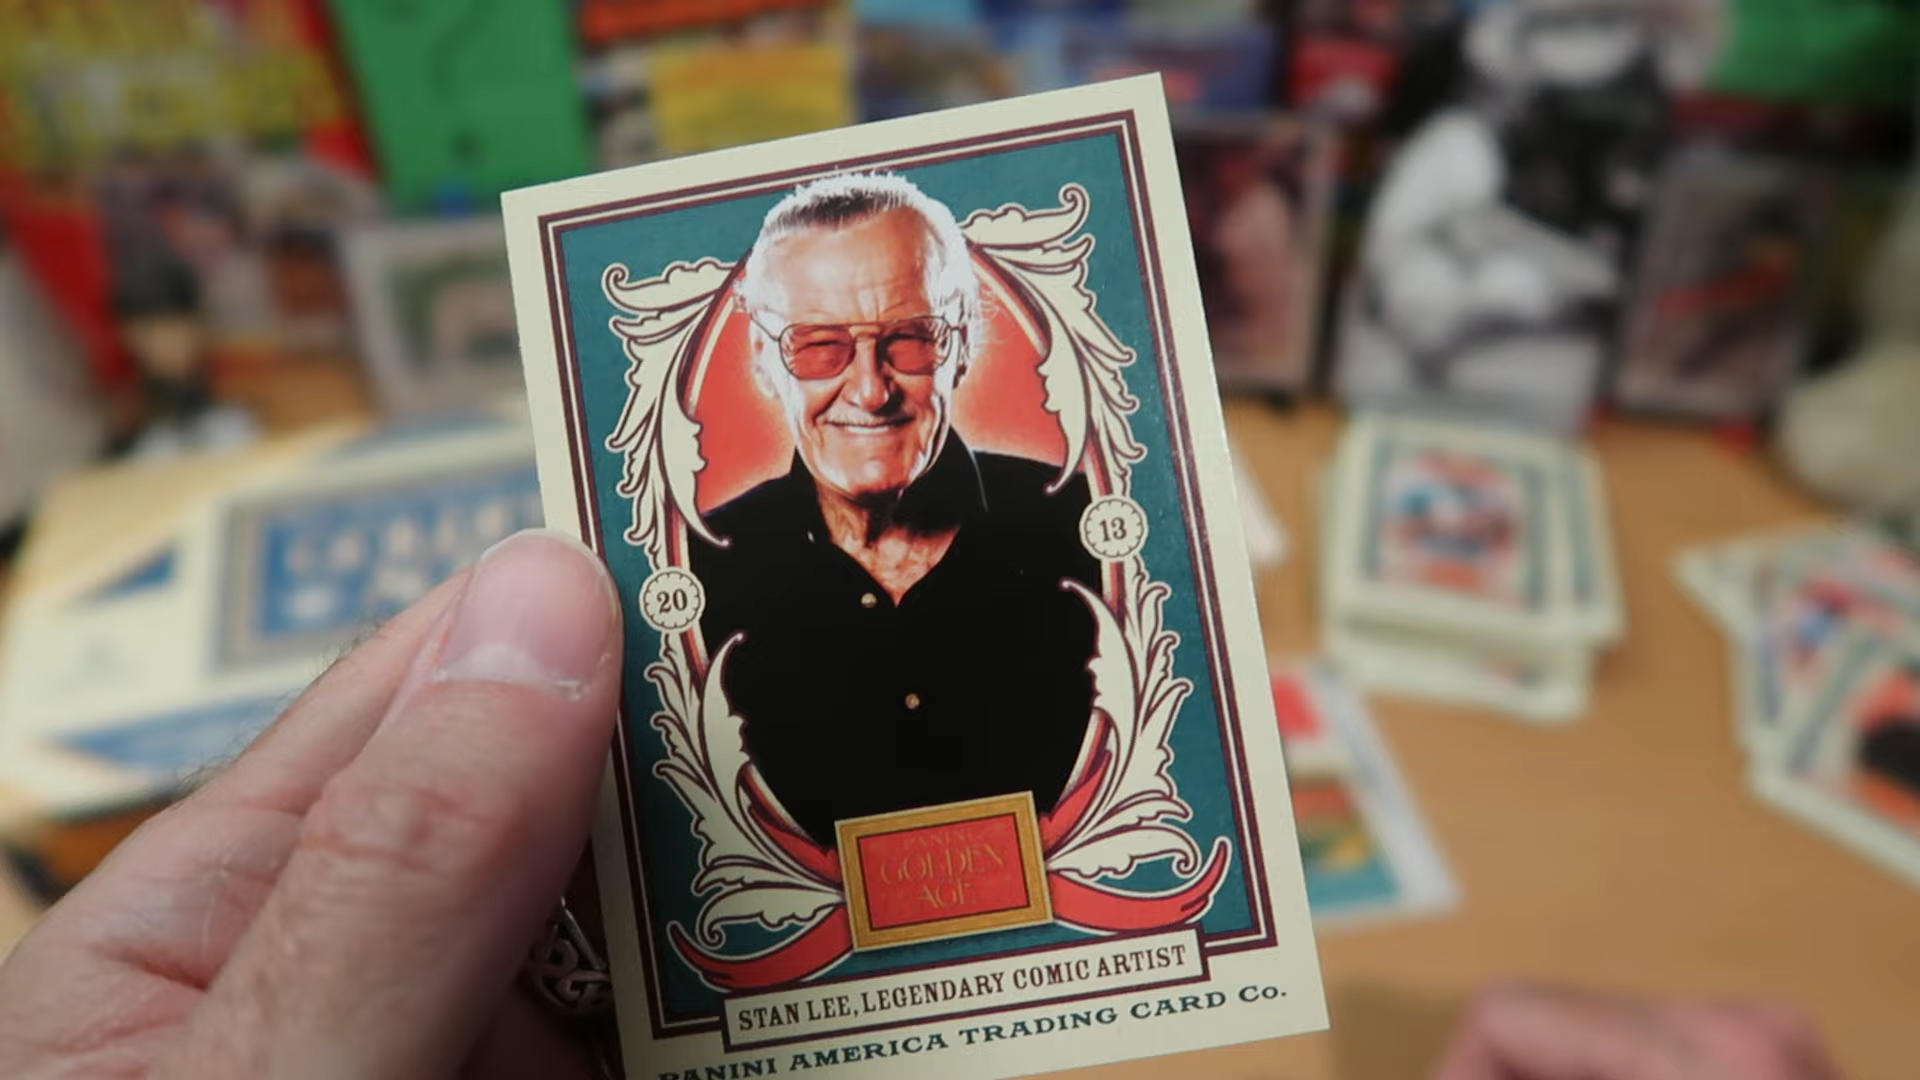 20
13
PANINI
GOLDEN
AGE
STAN LEE, LEGENDARY COMIC ARTIST
PANINI AMERICA TRADING CARD Co.